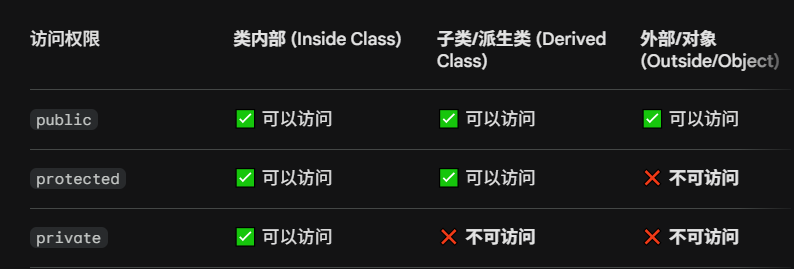 访问权限 类内部 (Inside Class) 子类/派生类 (Derived Class) 外部/对象 (Outside/Object)
public ✅ 可以访问 ✅ 可以访问 ✅ 可以访问
protected ✅ 可以访问 ✅ 可以访问 ❌ 不可访问
private ✅ 可以访问 ❌ 不可访问 ❌ 不可访问